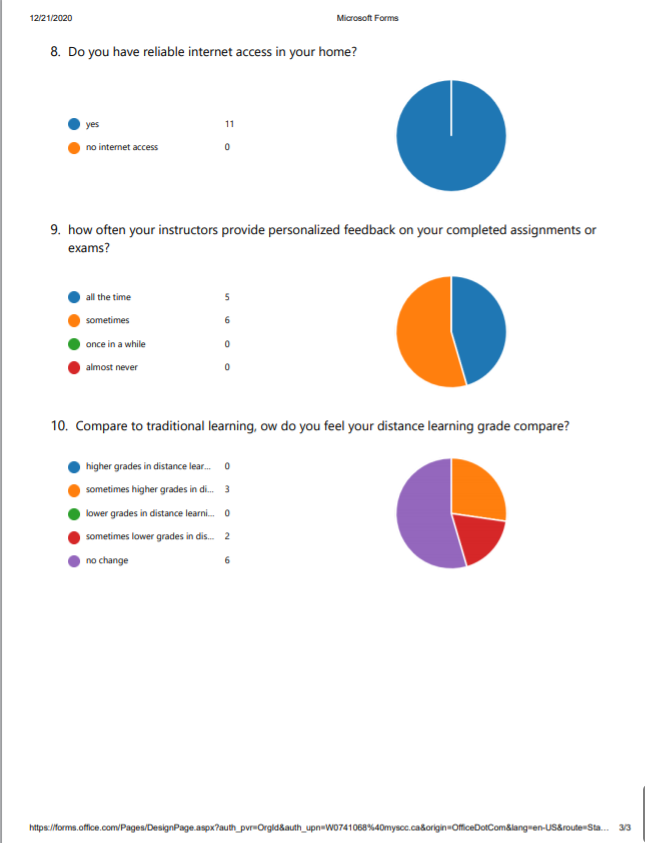 12/21/2020 Microsoft Forms
8. Do you have reliable internet access in your home?
yes 11
no internet access 0
9. how often your instructors provide personalized feedback on your completed assignments or
exams?
all the time 5
sometimes 6
once in a while 0
almost never 0
10. Compare to traditional learning, ow do you feel your distance learning grade compare?
higher grades in distance lear... 0
sometimes higher grades in di... 3
lower grades in distance learni... 0
sometimes lower grades in dis... 2
no change 6
https://forms.office.com/Pages/DesignPage.aspx?auth_pvr=OrgId&auth_upn=W0741068%40myscc.ca&origin=OfficeDotCom&lang=en-US&route=Sta... 3/3